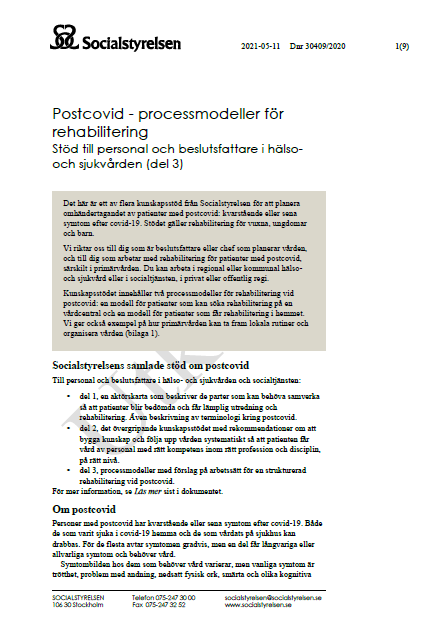 Socialstyrelsen
2021-05-11 Dnr 30409/2020 1(9)
Postcovid - processmodeller för
rehabilitering
Stöd till personal och beslutsfattare i hälso-
och sjukvården (del 3)
Det här är ett av flera kunskapsstöd från Socialstyrelsen för att planera
omhändertagandet av patienter med postcovid: kvarstående eller sena
symtom efter covid-19. Stödet gäller rehabilitering för vuxna, ungdomar
och barn.
Vi riktar oss till dig som är beslutsfattare eller chef som planerar vården,
och till dig som arbetar med rehabilitering för patienter med postcovid,
särskilt i primärvården. Du kan arbeta i regional eller kommunal hälso-
och sjukvård eller i socialtjänsten, i privat eller offentlig regi.
Kunskapsstödet innehåller två processmodeller för rehabilitering vid
postcovid: en modell för patienter som kan söka rehabilitering på en
vårdcentral och en modell för patienter som får rehabilitering i hemmet.
Vi ger också exempel på hur primärvården kan ta fram lokala rutiner och
organisera vården (bilaga 1).
Socialstyrelsens samlade stöd om postcovid
Till personal och beslutsfattare i hälso- och sjukvården och socialtjänsten:
• del 1, en aktörskarta som beskriver de parter som kan behöva samverka
så att patienter blir bedömda och får lämplig utredning och
rehabilitering. Även beskrivning av terminologi kring postcovid.
• del 2, det övergripande kunskapsstödet med rekommendationer om att
bygga kunskap och följa upp vården systematiskt så att patienten får
vård av personal med rätt kompetens inom rätt profession och disciplin,
på rätt nivå.
• del 3, processmodeller med förslag på arbetssätt för en strukturerad
rehabilitering vid postcovid.
För mer information, se Läs mer sist i dokumentet.
Om postcovid
Personer med postcovid har kvarstående eller sena symtom efter covid-19. Både
de som varit sjuka i covid-19 hemma och de som vårdats på sjukhus kan
drabbas. För de flesta avtar symtomen gradvis, men en del får långvariga eller
allvarliga symtom och behöver vård.
Symtombilden hos dem som behöver vård varierar, men vanliga symtom är
trötthet, problem med andning, nedsatt fysisk ork, smärta och olika kognitiva
SOCIALSTYRELSEN Telefon 075-247 30 00 socialstyrelsen@socialstyrelsen.se
106 30 Stockholm Fax 075-247 32 52 www.socialstyrelsen.se